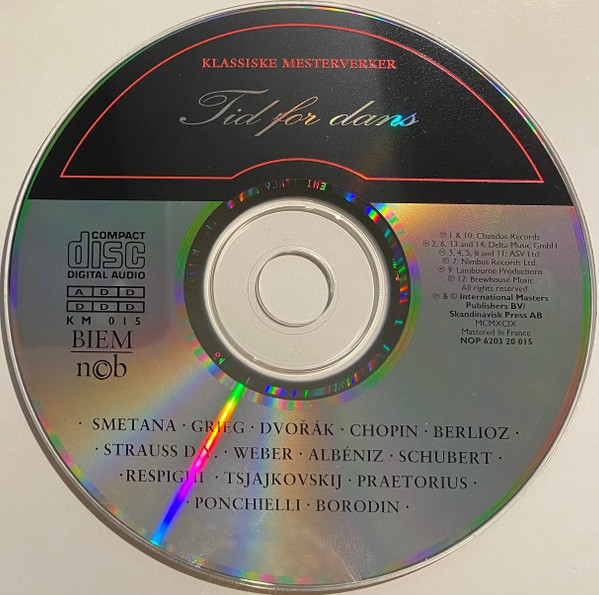 KLASSISKE MESTERVERKER
Tid for dans
COMPACT
disc
DIGITAL AUDIO
A D D
D D D
KM 015
BIEM
n©b
℗ 1 & 10: Chandos Records
℗ 2, 6, 13 and 14: Delta Music GmbH
℗ 3, 4, 5, 8 and 11: ASV Ltd.
℗ 7: Nimbus Records Ltd.
℗ 9: Lambourne Productions
℗ 12: Brewhouse Music
All rights reserved.
℗ & © International Masters
Publishers BV/
Skandinavisk Press AB
MCMXCIX
Mastered In France
NOP 6203 20 015
· SMETANA · GRIEG · DVOŘÁK · CHOPIN · BERLIOZ ·
· STRAUSS D.Y. · WEBER · ALBÉNIZ · SCHUBERT ·
· RESPIGHI · TSJAJKOVSKIJ · PRAETORIUS ·
· PONCHIELLI · BORODIN ·